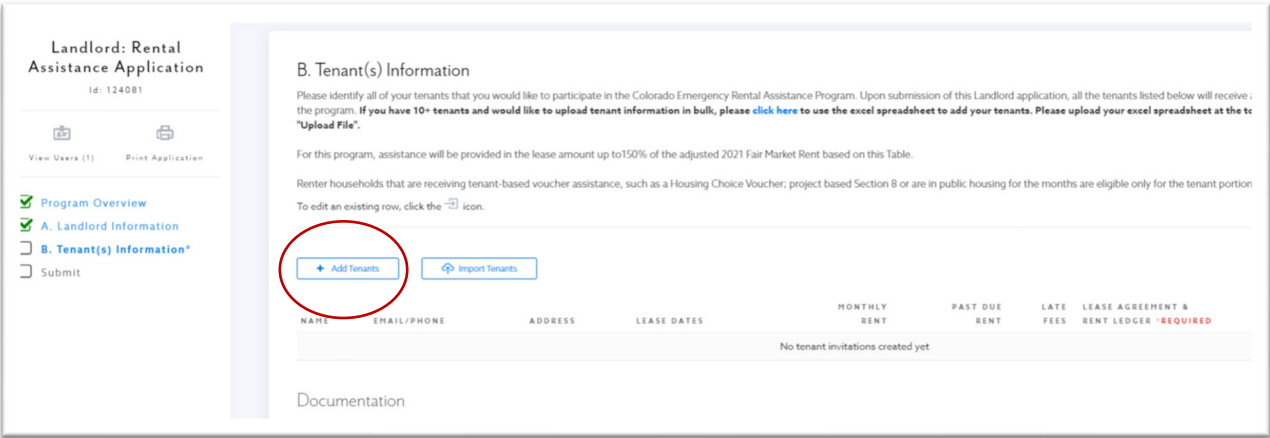 Landlord: Rental
Assistance Application
Id: 124081
View Users (1) Print Application
Program Overview
A. Landlord Information
B. Tenant(s) Information*
Submit
B. Tenant(s) Information
Please identify all of your tenants that you would like to participate in the Colorado Emergency Rental Assistance Program. Upon submission of this Landlord application, all the tenants listed below will receive
the program. If you have 10+ tenants and would like to upload tenant information in bulk, please click here to use the excel spreadsheet to add your tenants. Please upload your excel spreadsheet at the
"Upload File".
For this program, assistance will be provided in the lease amount up to150% of the adjusted 2021 Fair Market Rent based on this Table.
Renter households that are receiving tenant-based voucher assistance, such as a Housing Choice Voucher; project based Section 8 or are in public housing for the months are eligible only for the tenant portion
To edit an existing row, click the icon.
+ Add Tenants Import Tenants
NAME EMAIL/PHONE ADDRESS LEASE DATES MONTHLY RENT PAST DUE RENT LATE FEES LEASE AGREEMENT & RENT LEDGER *REQUIRED
No tenant invitations created yet
Documentation